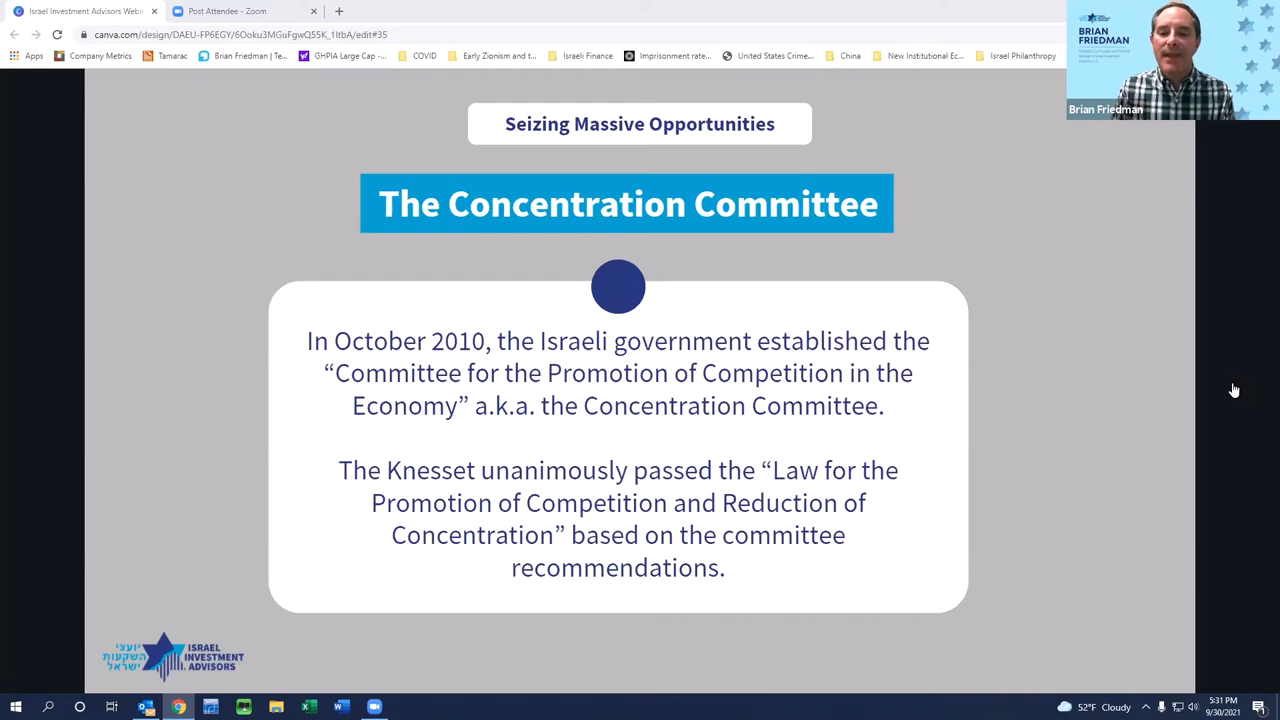 Israel Investment Advisors Webi
Post Attendee - Zoom
canva.com/design/DAEU-FP6EGY/6Ooku3MGuFgwQ55K_1ItbA/edit#35
Apps
Company Metrics
Tamarac
Brian Friedman | Te...
GHPIA Large Cap
COVID
Early Zionism and t...
Israeli Finance
Imprisonment rate...
United States Crime...
China
New Institutional Ec...
Israel Philanthropy
BRIAN
FRIEDMAN
Brian Friedman
Seizing Massive Opportunities
The Concentration Committee
In October 2010, the Israeli government established the
“Committee for the Promotion of Competition in the
Economy” a.k.a. the Concentration Committee.
The Knesset unanimously passed the “Law for the
Promotion of Competition and Reduction of
Concentration” based on the committee
recommendations.
יועצי
השקעות
ישראל
ISRAEL
INVESTMENT
ADVISORS
52°F Cloudy
5:31 PM
9/30/2021